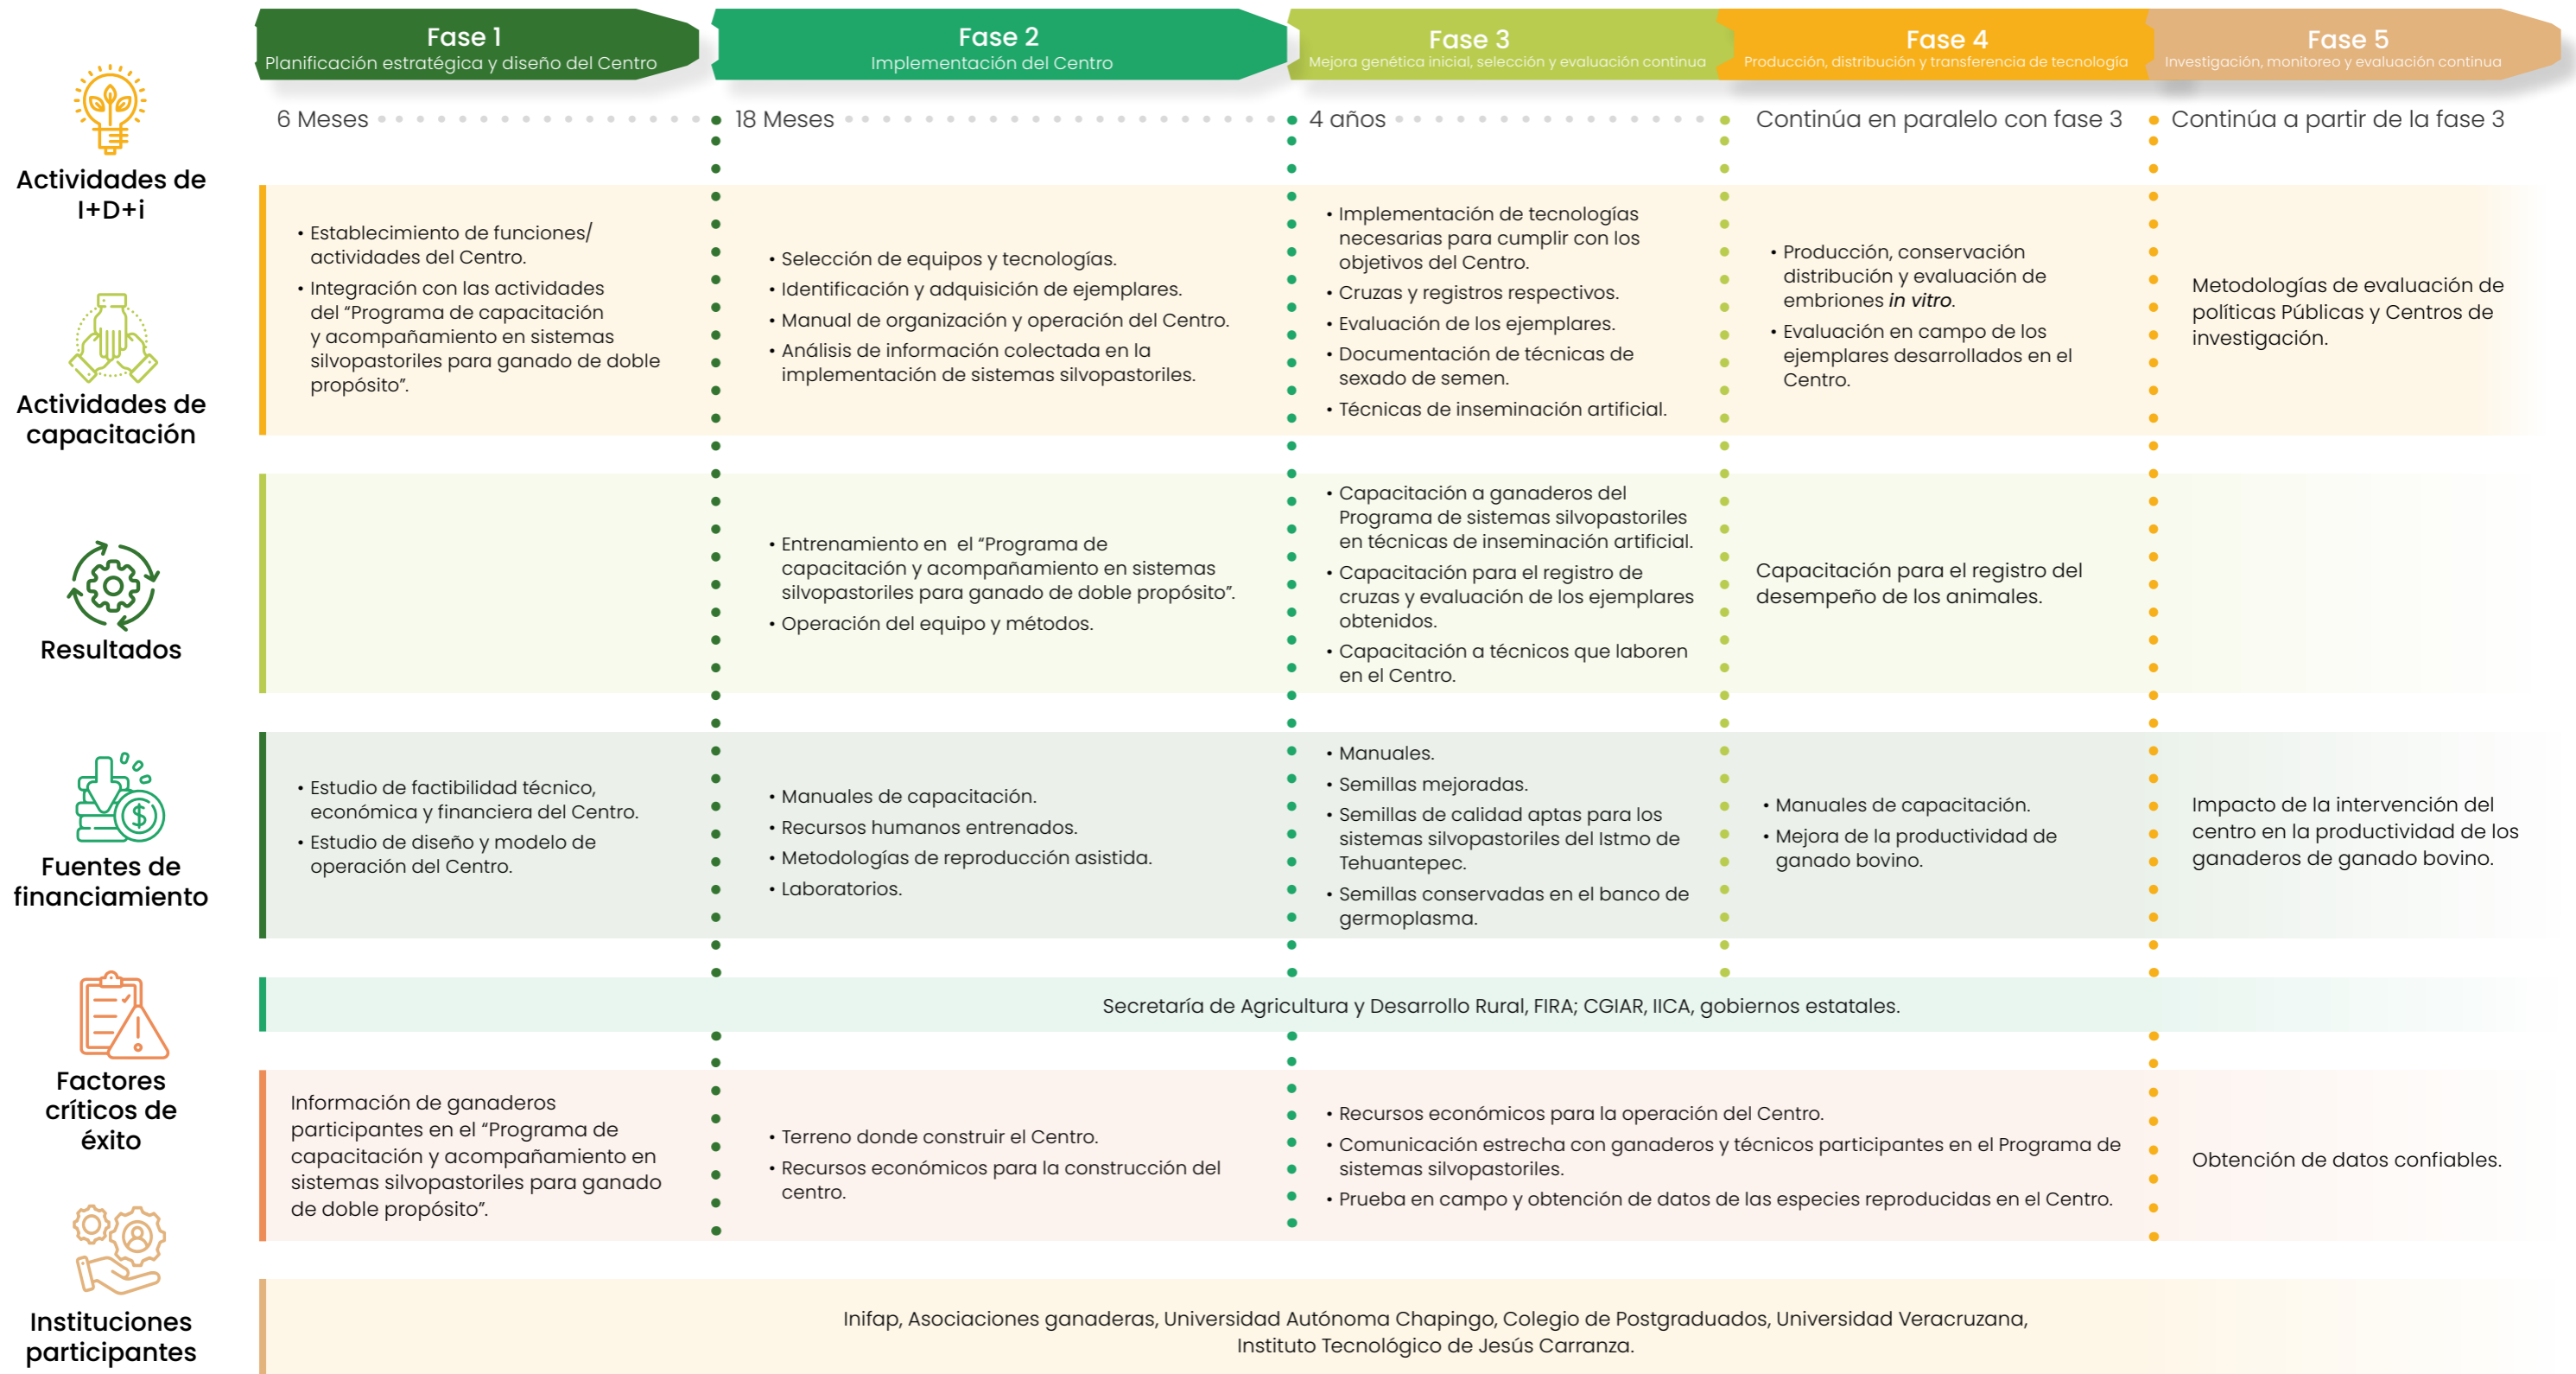 Fase 1
Planificación estratégica y diseño del Centro
Fase 2
Implementación del Centro
Fase 3
Mejora genética inicial, selección y evaluación continua
Fase 4
Producción, distribución y transferencia de tecnología
Fase 5
Investigación, monitoreo y evaluación continua
6 Meses
18 Meses
4 años
Continúa en paralelo con fase 3
Continúa a partir de la fase 3
Actividades de
I+D+i
• Establecimiento de funciones/
actividades del Centro.
• Integración con las actividades
del “Programa de capacitación
y acompañamiento en sistemas
silvopastoriles para ganado de doble
propósito”.
• Selección de equipos y tecnologías.
• Identificación y adquisición de ejemplares.
• Manual de organización y operación del Centro.
• Análisis de información colectada en la
implementación de sistemas silvopastoriles.
• Implementación de tecnologías
necesarias para cumplir con los
objetivos del Centro.
• Cruzas y registros respectivos.
• Evaluación de los ejemplares.
• Documentación de técnicas de
sexado de semen.
• Técnicas de inseminación artificial.
• Producción, conservación
distribución y evaluación de
embriones in vitro.
• Evaluación en campo de los
ejemplares desarrollados en el
Centro.
Metodologías de evaluación de
políticas Públicas y Centros de
investigación.
Actividades de
capacitación
• Entrenamiento en el “Programa de
capacitación y acompañamiento en sistemas
silvopastoriles para ganado de doble propósito”.
• Operación del equipo y métodos.
• Capacitación a ganaderos del
Programa de sistemas silvopastoriles
en técnicas de inseminación artificial.
• Capacitación para el registro de
cruzas y evaluación de los ejemplares
obtenidos.
• Capacitación a técnicos que laboren
en el Centro.
Capacitación para el registro del
desempeño de los animales.
Resultados
• Estudio de factibilidad técnico,
económica y financiera del Centro.
• Estudio de diseño y modelo de
operación del Centro.
• Manuales de capacitación.
• Recursos humanos entrenados.
• Metodologías de reproducción asistida.
• Laboratorios.
• Manuales.
• Semillas mejoradas.
• Semillas de calidad aptas para los
sistemas silvopastoriles del Istmo de
Tehuantepec.
• Semillas conservadas en el banco de
germoplasma.
• Manuales de capacitación.
• Mejora de la productividad de
ganado bovino.
Impacto de la intervención del
centro en la productividad de los
ganaderos de ganado bovino.
Fuentes de
financiamiento
Secretaría de Agricultura y Desarrollo Rural, FIRA; CGIAR, IICA, gobiernos estatales.
Factores
críticos de
éxito
Información de ganaderos
participantes en el “Programa de
capacitación y acompañamiento en
sistemas silvopastoriles para ganado
de doble propósito”.
• Terreno donde construir el Centro.
• Recursos económicos para la construcción del
centro.
• Recursos económicos para la operación del Centro.
• Comunicación estrecha con ganaderos y técnicos participantes en el Programa de
sistemas silvopastoriles.
• Prueba en campo y obtención de datos de las especies reproducidas en el Centro.
Obtención de datos confiables.
Instituciones
participantes
Inifap, Asociaciones ganaderas, Universidad Autónoma Chapingo, Colegio de Postgraduados, Universidad Veracruzana,
Instituto Tecnológico de Jesús Carranza.